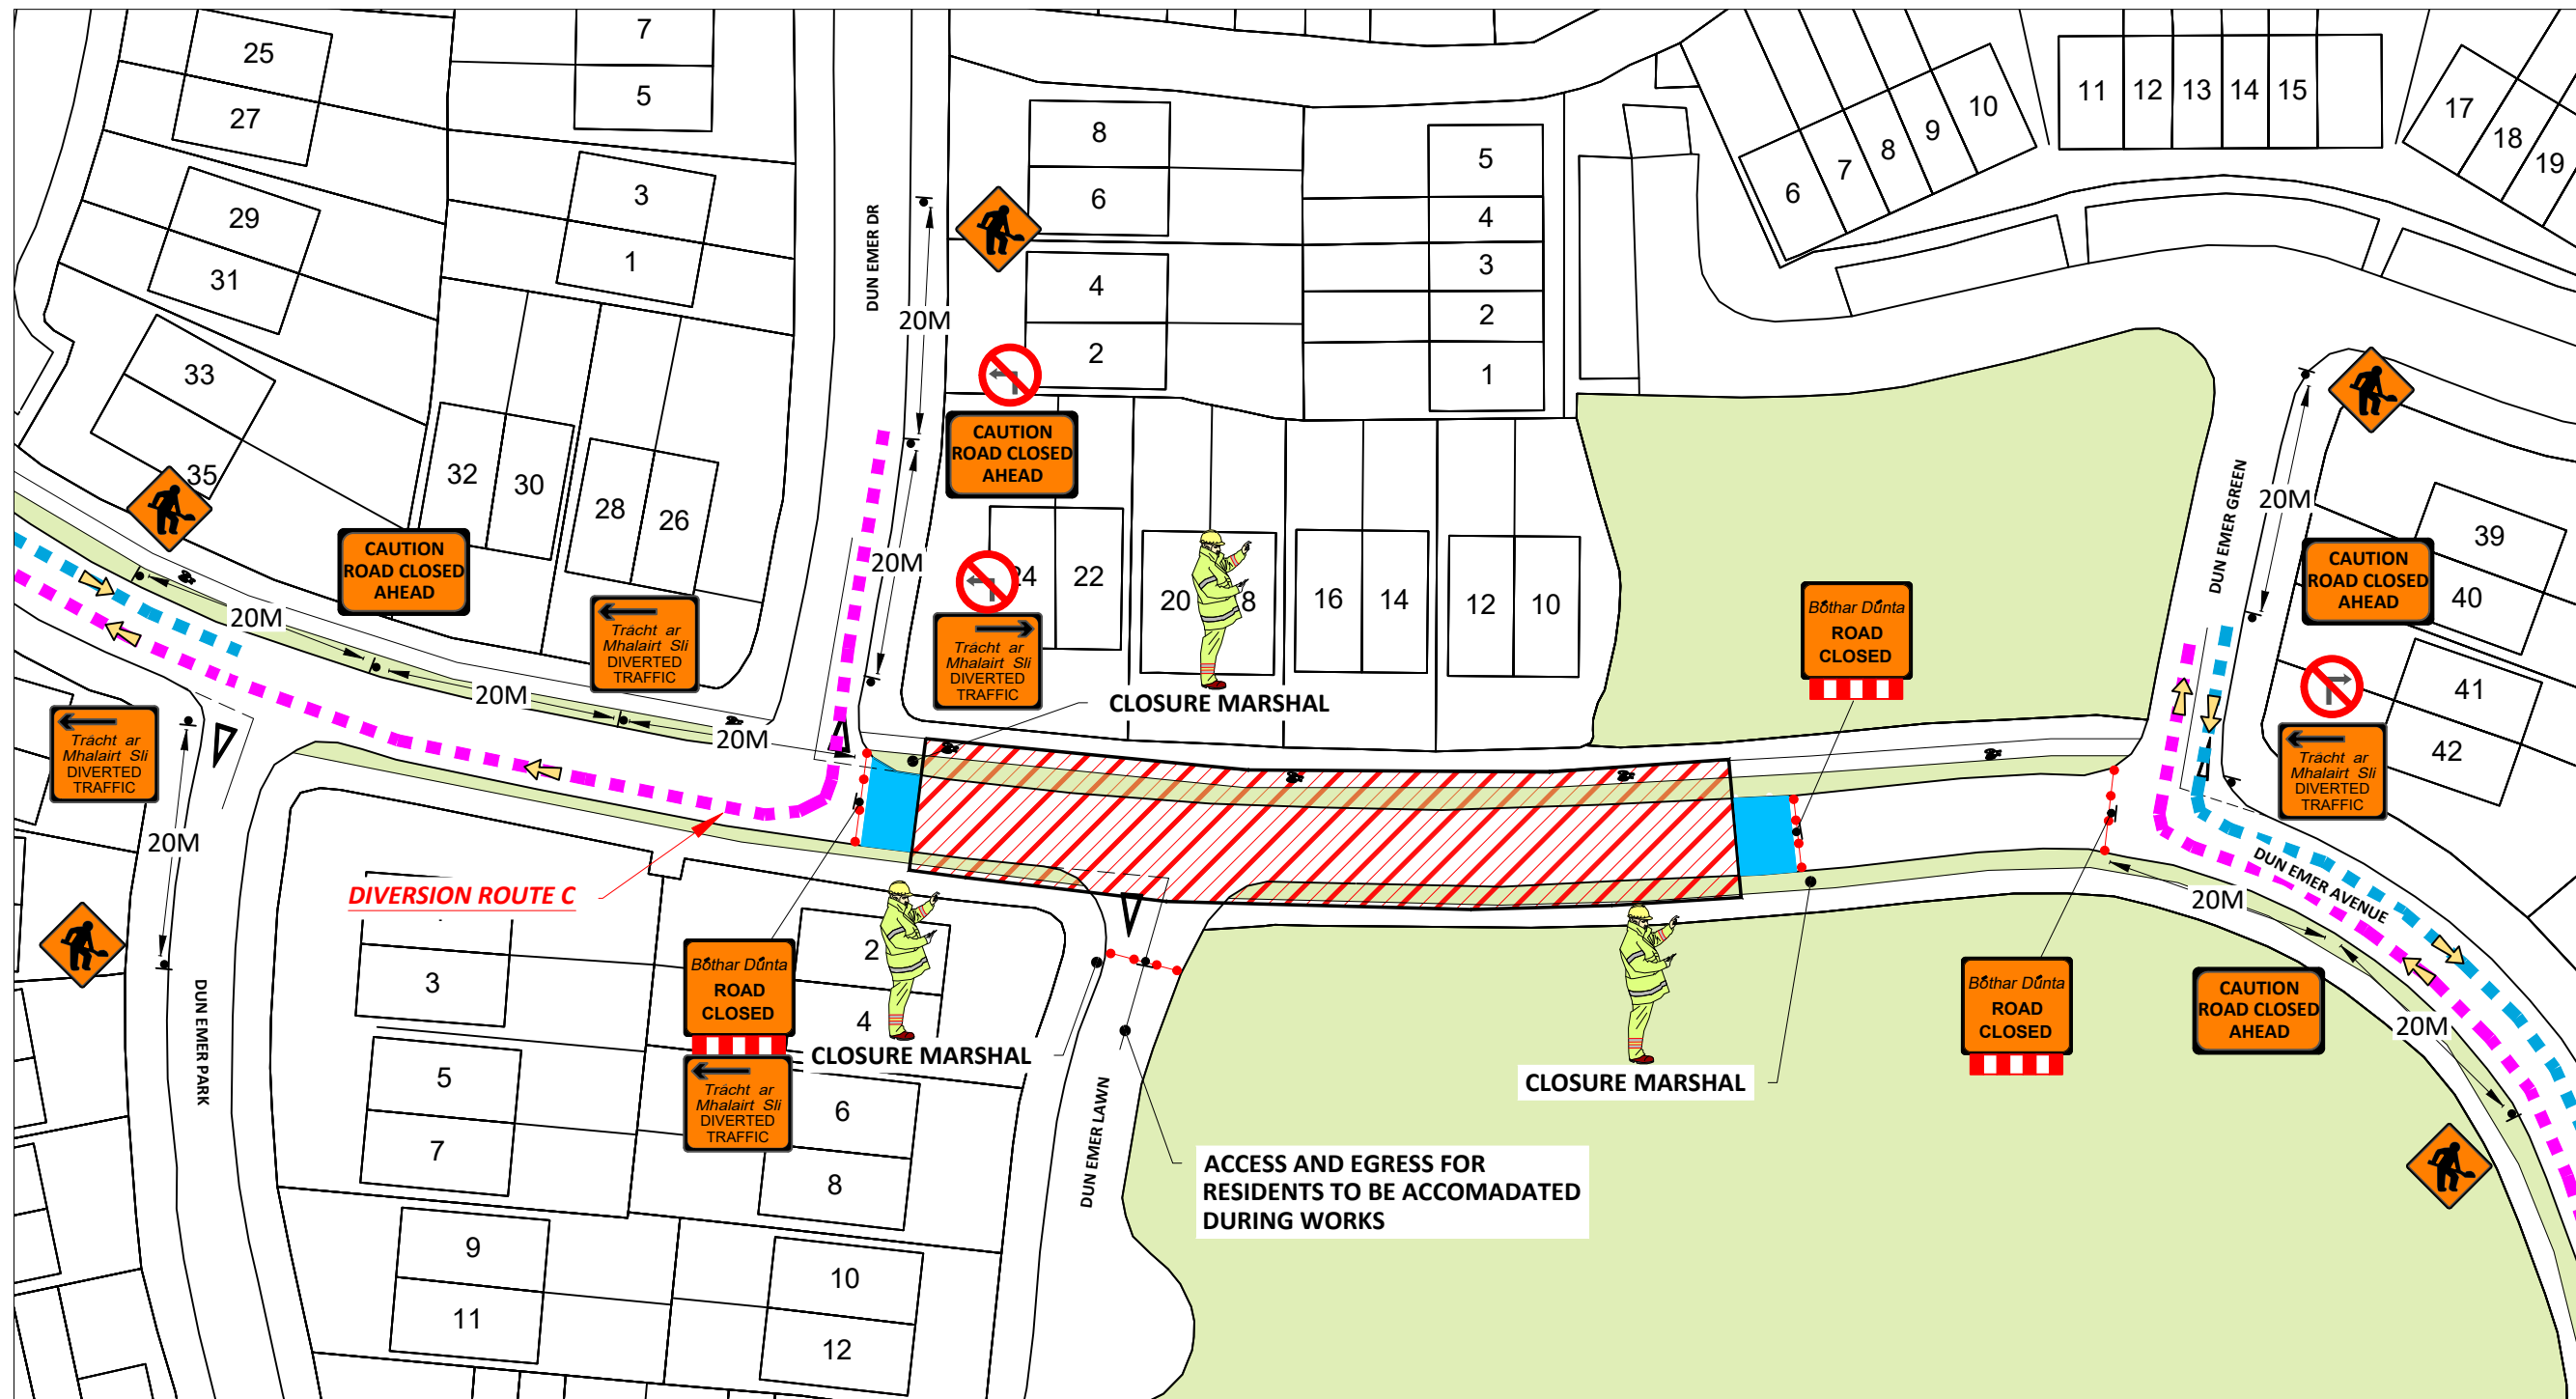 25
27
29
31
33
35
7
5
3
1
32
30
28
26
DUN EMER DR
20M
20M
8
6
4
2
5
4
3
2
1
6
7
8
9
10
11
12
13
14
15
17
18
19
CAUTION
ROAD CLOSED
AHEAD
24
22
20
8
16
14
12
10
Trácht ar
Mhalairt Slí
DIVERTED
TRAFFIC
CLOSURE MARSHAL
CAUTION
ROAD CLOSED
AHEAD
Trácht ar
Mhalairt Slí
DIVERTED
TRAFFIC
20M
20M
20M
Trácht ar
Mhalairt Slí
DIVERTED
TRAFFIC
20M
DUN EMER PARK
DIVERSION ROUTE C
Bóthar Dúnta
ROAD
CLOSED
DUN EMER GREEN
20M
CAUTION
ROAD CLOSED
AHEAD
39
40
41
42
Trácht ar
Mhalairt Slí
DIVERTED
TRAFFIC
DUN EMER AVENUE
20M
20M
3
5
7
9
11
2
4
6
8
10
12
Bóthar Dúnta
ROAD
CLOSED
Trácht ar
Mhalairt Slí
DIVERTED
TRAFFIC
CLOSURE MARSHAL
DUN EMER LAWN
CLOSURE MARSHAL
Bóthar Dúnta
ROAD
CLOSED
CAUTION
ROAD CLOSED
AHEAD
ACCESS AND EGRESS FOR
RESIDENTS TO BE ACCOMADATED
DURING WORKS